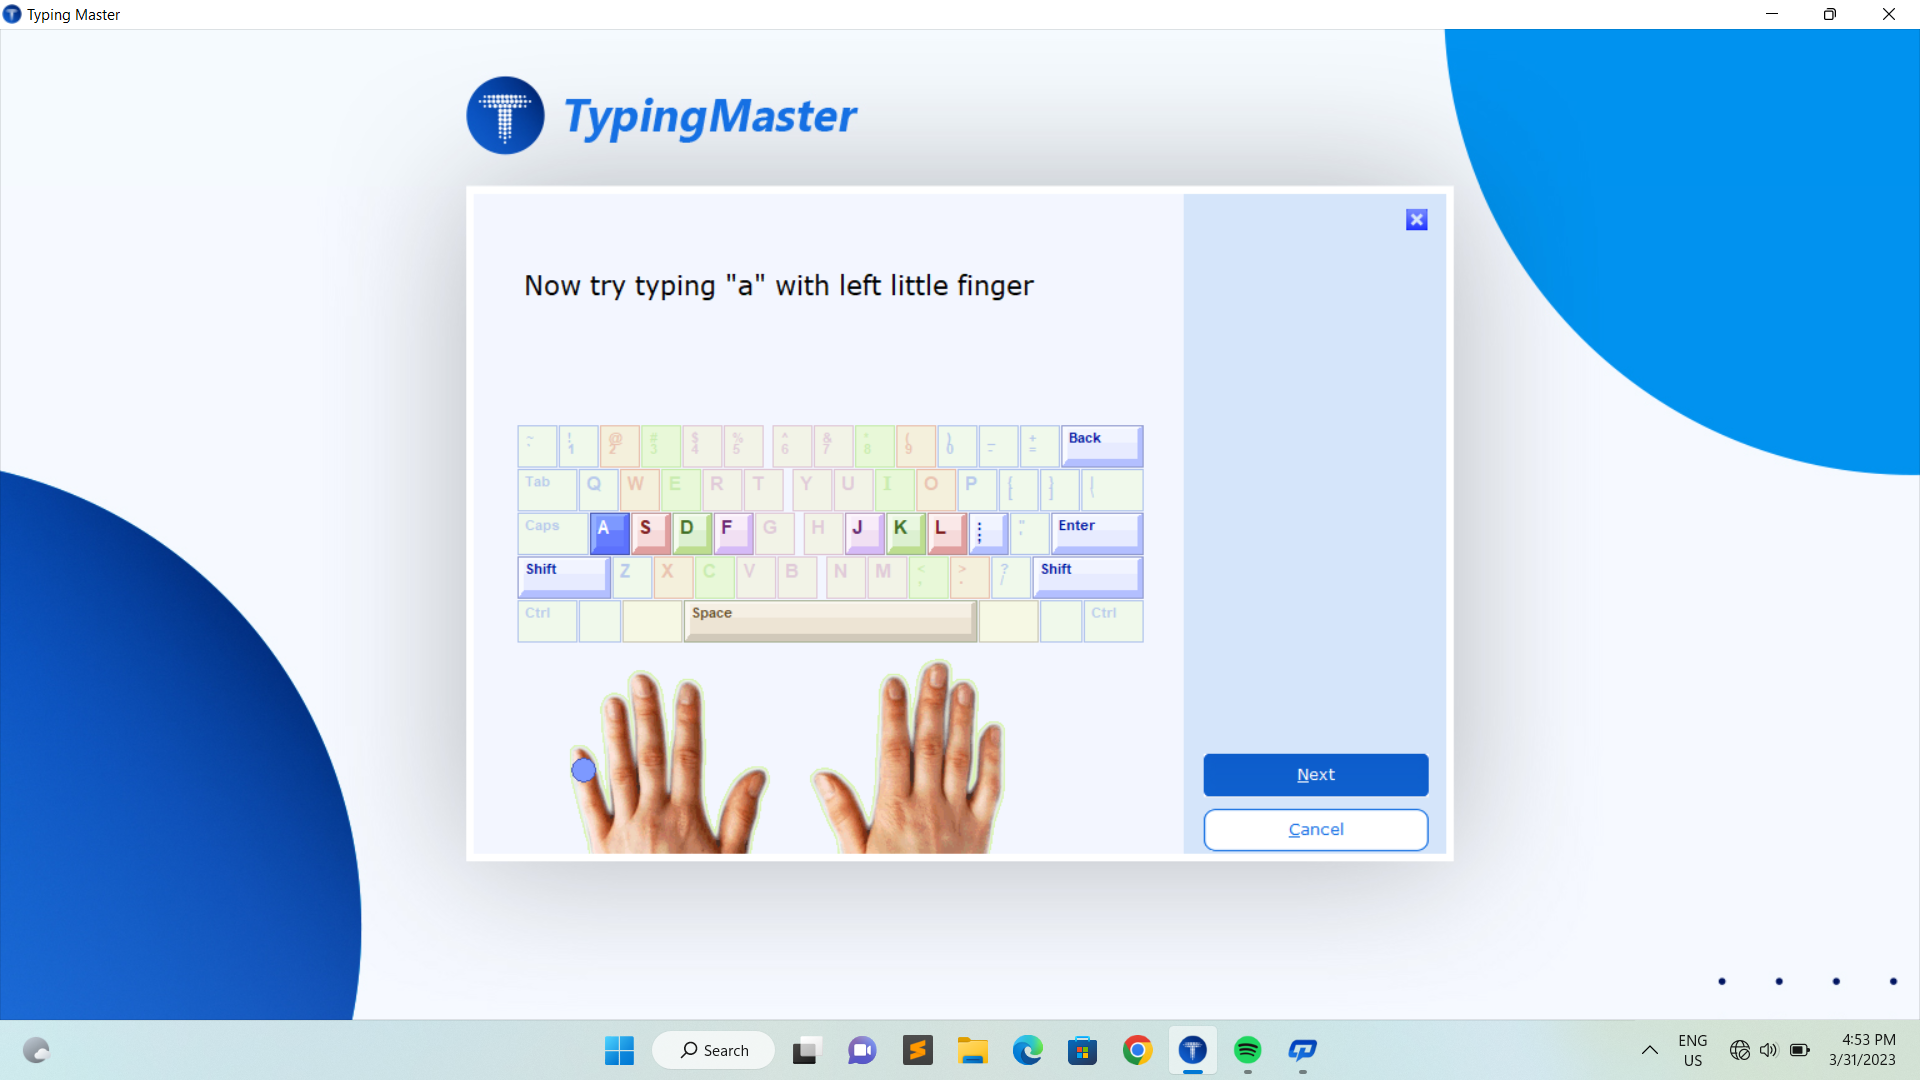 Typing Master
TypingMaster
Now try typing "a" with left little finger
~ ! @ # $ % ^ & * ( ) _ + Back
` 1 2 3 4 5 6 7 8 9 0 - =
Tab Q W E R T Y U I O P { } |
[ ] \
Caps A S D F G H J K L : " Enter
; '
Shift Z X C V B N M < > ? Shift
, . /
Ctrl Space Ctrl
Next
Cancel
Search
ENG
US
4:53 PM
3/31/2023